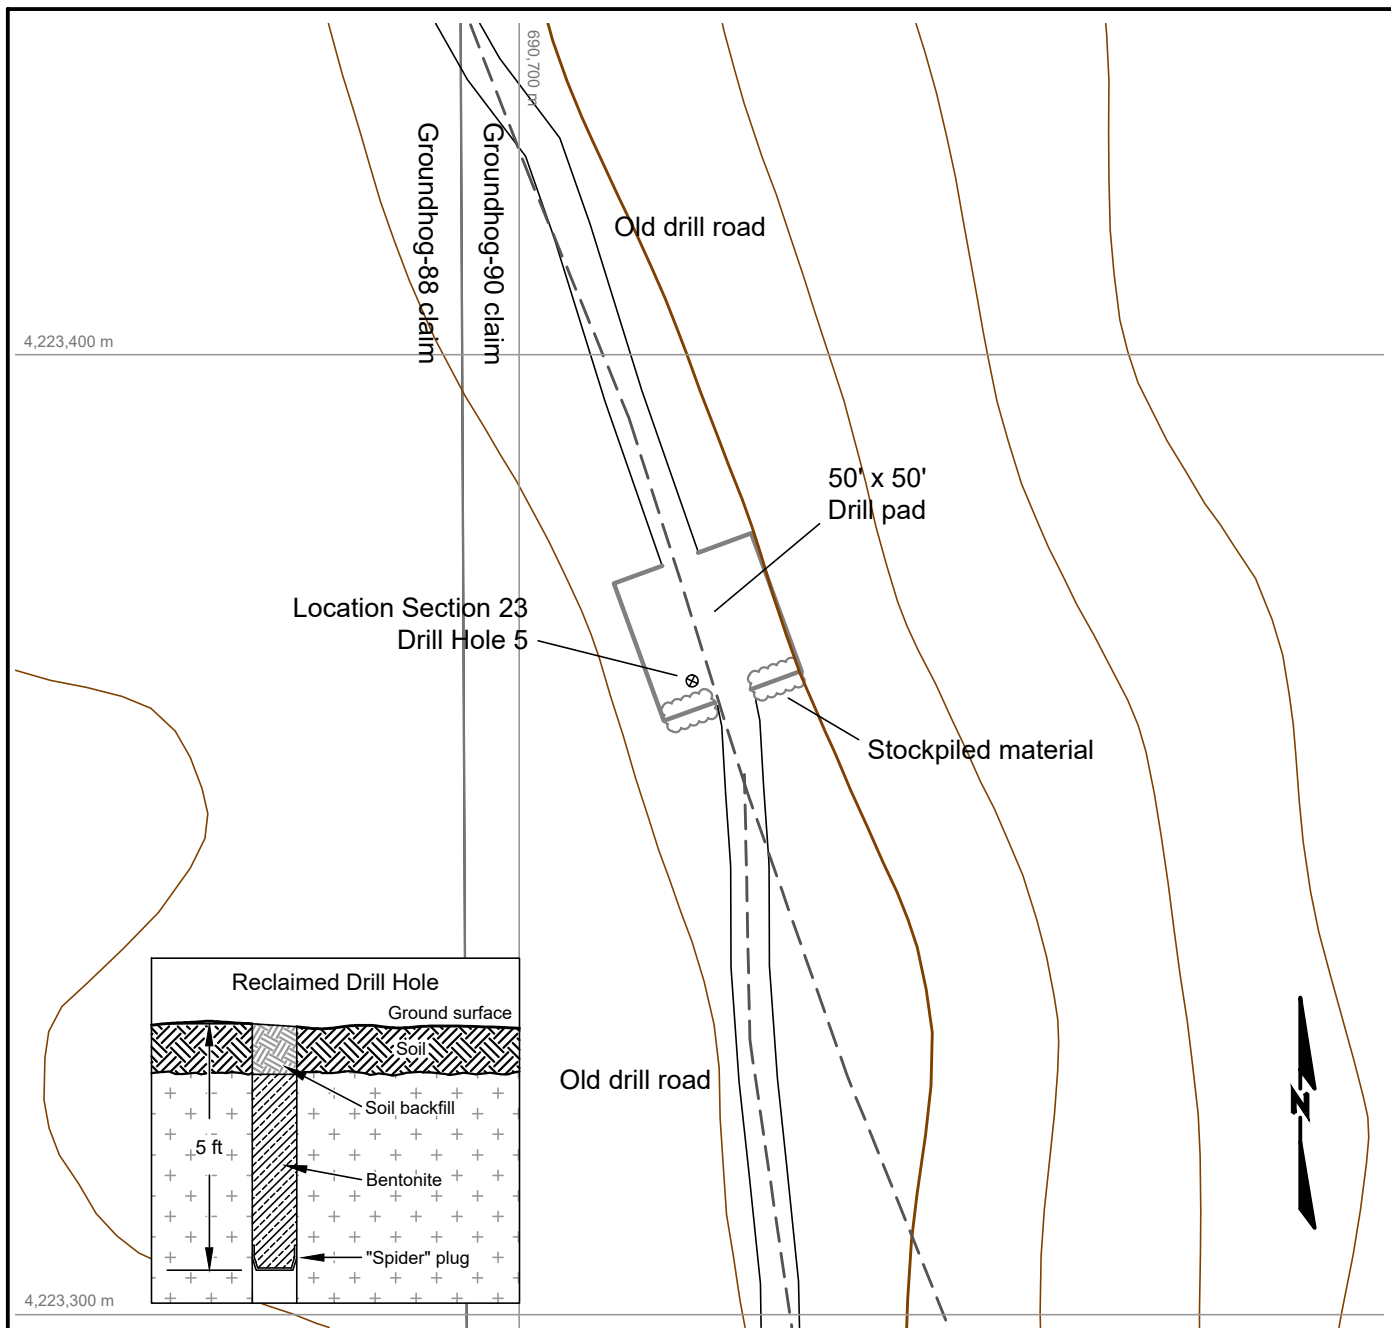 690,700 m
Groundhog-88 claim
Groundhog-90 claim
Old drill road
4,223,400 m
50' x 50'
Drill pad
Location Section 23
Drill Hole 5
Stockpiled material
Reclaimed Drill Hole
Ground surface
Soil
Soil backfill
5 ft
Bentonite
"Spider" plug
Old drill road
N
4,223,300 m